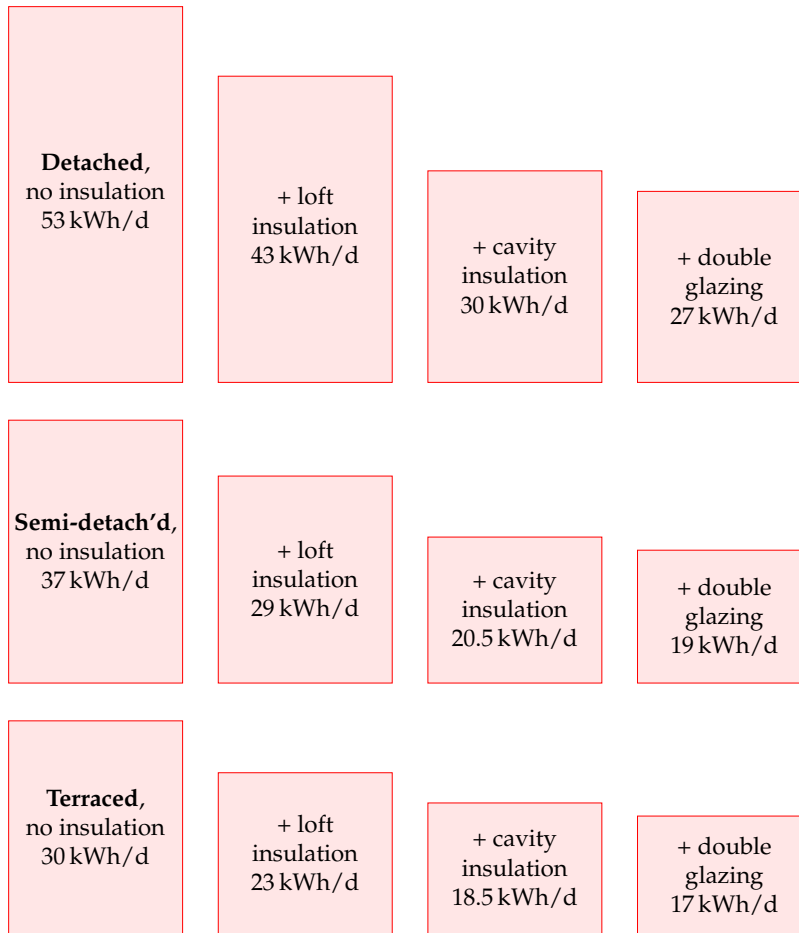 Detached,
no insulation
53 kWh/d
+ loft
insulation
43 kWh/d
+ cavity
insulation
30 kWh/d
+ double
glazing
27 kWh/d
Semi-detach'd,
no insulation
37 kWh/d
+ loft
insulation
29 kWh/d
+ cavity
insulation
20.5 kWh/d
+ double
glazing
19 kWh/d
Terraced,
no insulation
30 kWh/d
+ loft
insulation
23 kWh/d
+ cavity
insulation
18.5 kWh/d
+ double
glazing
17 kWh/d